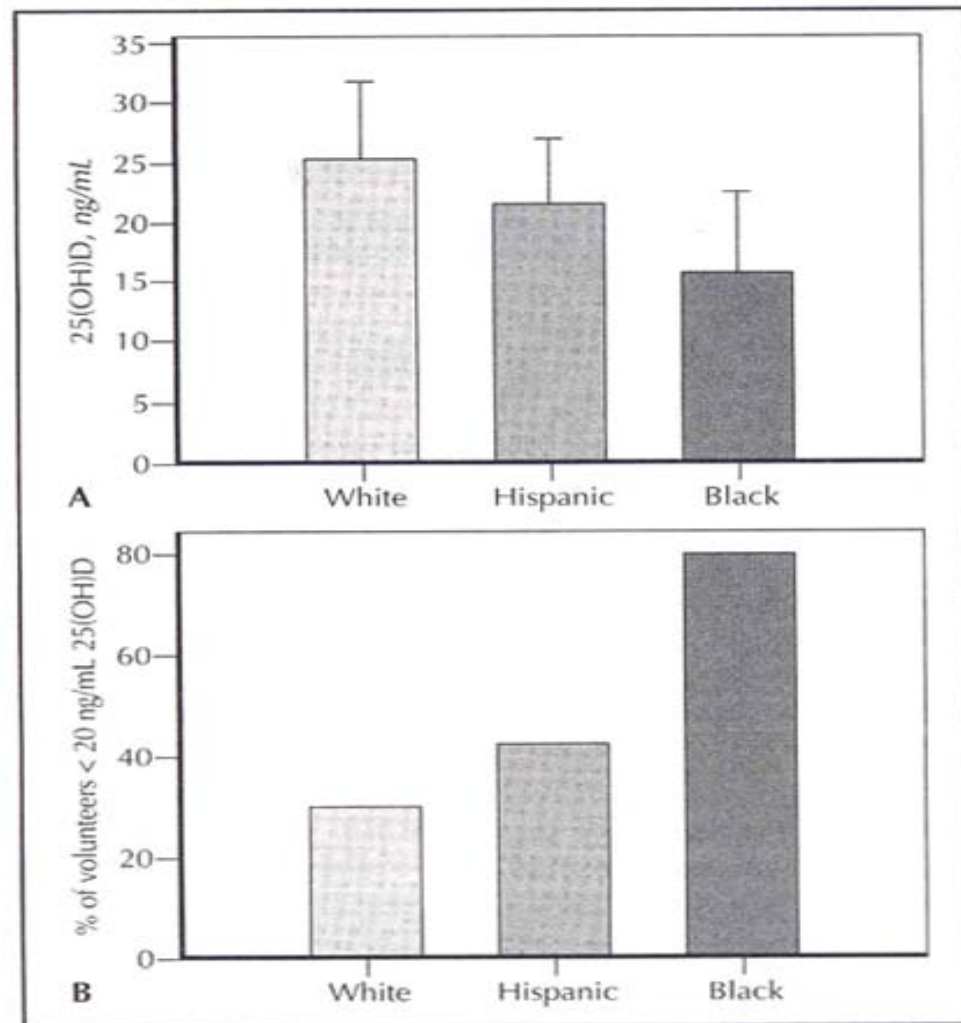 25(OH)D, ng/mL
35
30
25
20
15
10
5
0
A
White Hispanic Black
% of volunteers < 20 ng/mL 25(OH)D
80
60
40
20
0
B
White Hispanic Black